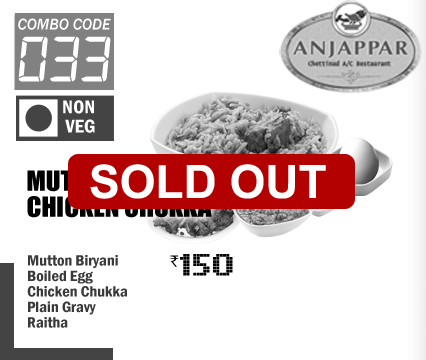 COMBO CODE
033
NON
VEG
ANJAPPAR
Chettinad A/C Restaurant
SOLD OUT
CHICKEN CHUKKA
Mutton Biryani
Boiled Egg
Chicken Chukka
Plain Gravy
Raitha
₹150